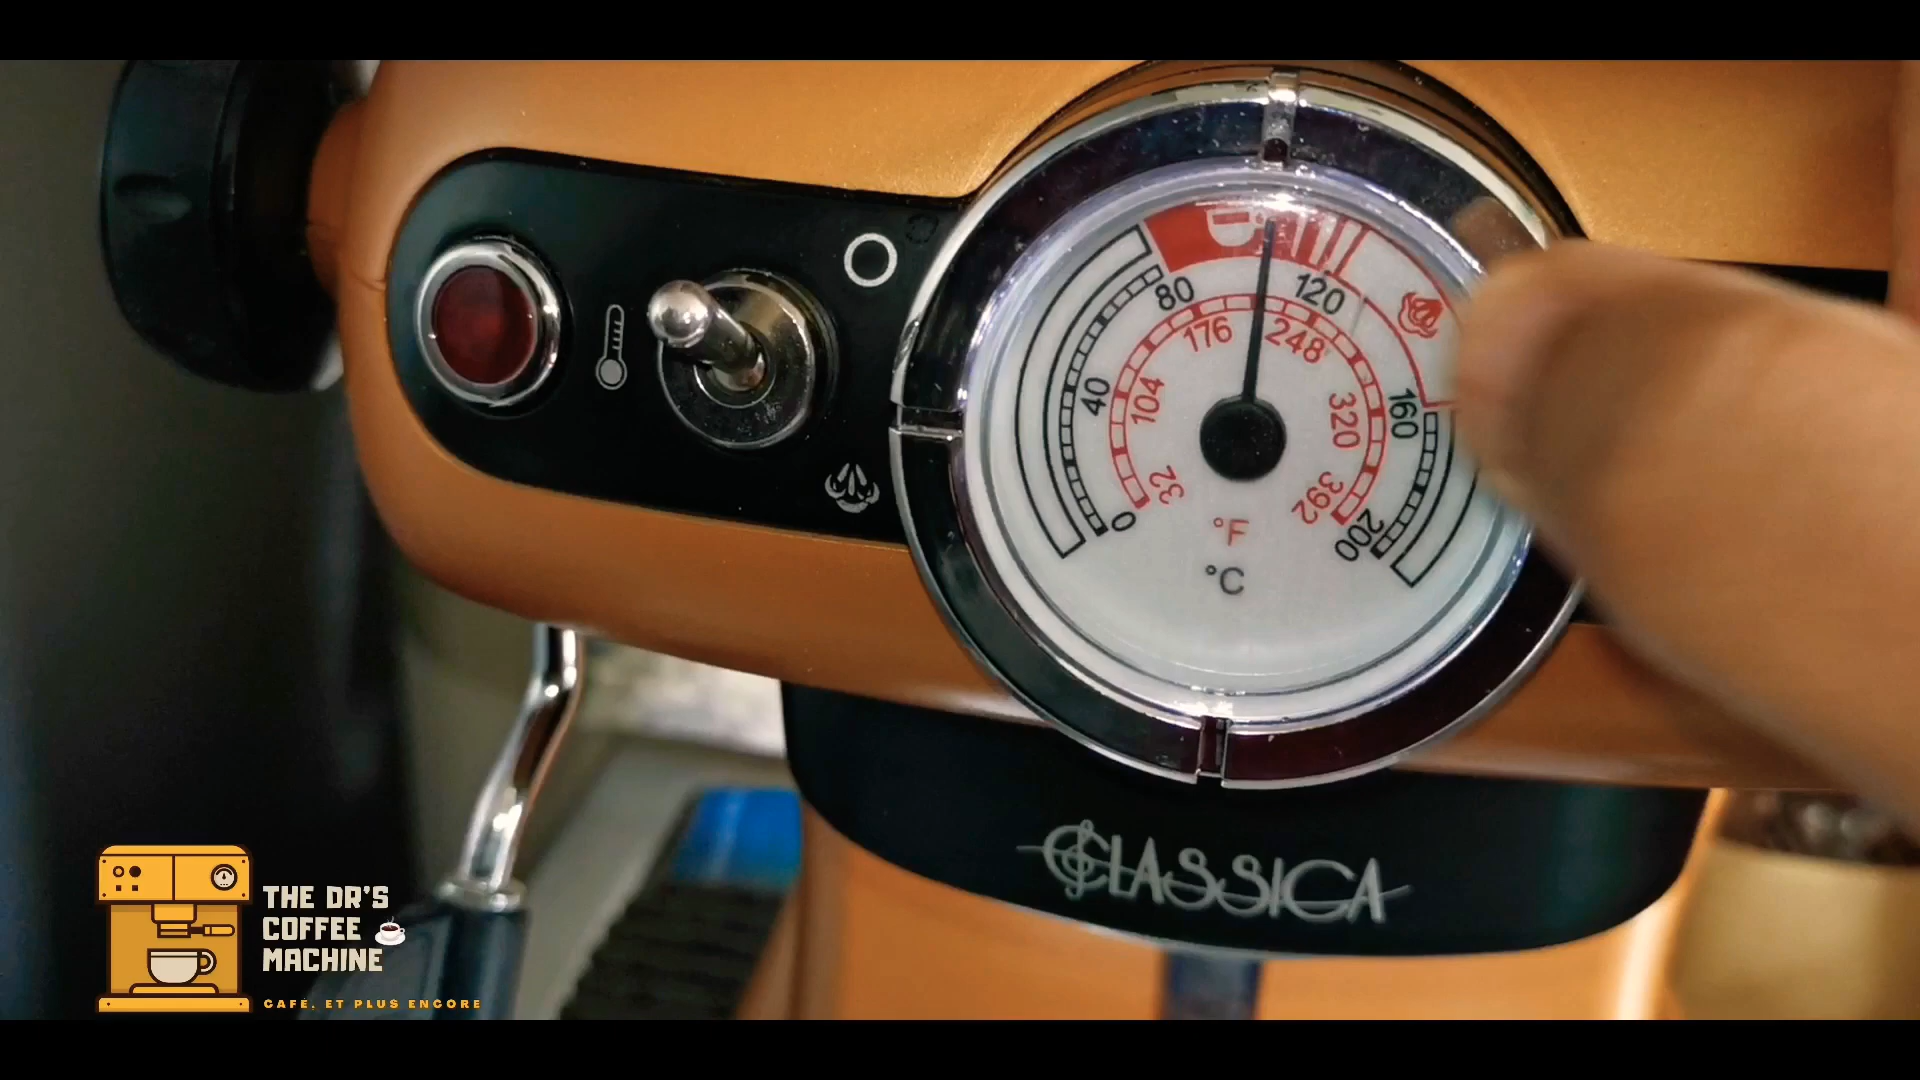 80
120
176
248
40
104
320
160
32
392
0
200
°F
°C
CLASSICA
THE DR'S
COFFEE
MACHINE
CAFÉ, ET PLUS ENCORE